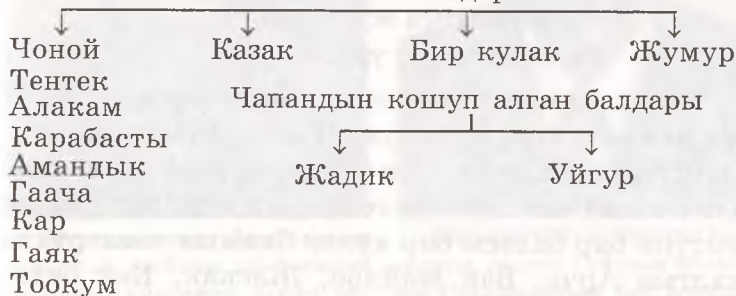 Чоной Казак Бир кулак Жумур
Тентек
Алакам
Чапандын кошуп алган балдары
Карабасты
Амандык
Жадик Уйгур
Гаача
Кар
Гаяк
Тоокум